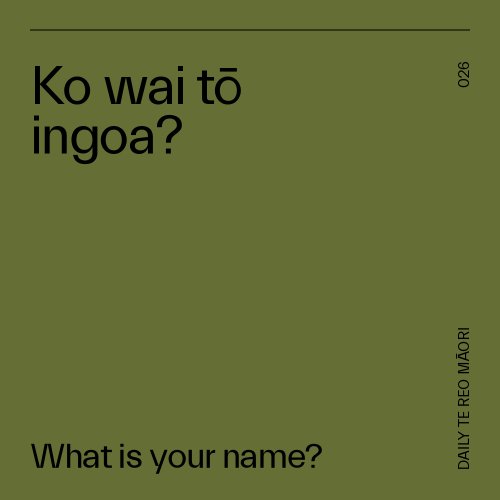 Ko wai tō
ingoa?
026
DAILY TE REO MĀORI
What is your name?